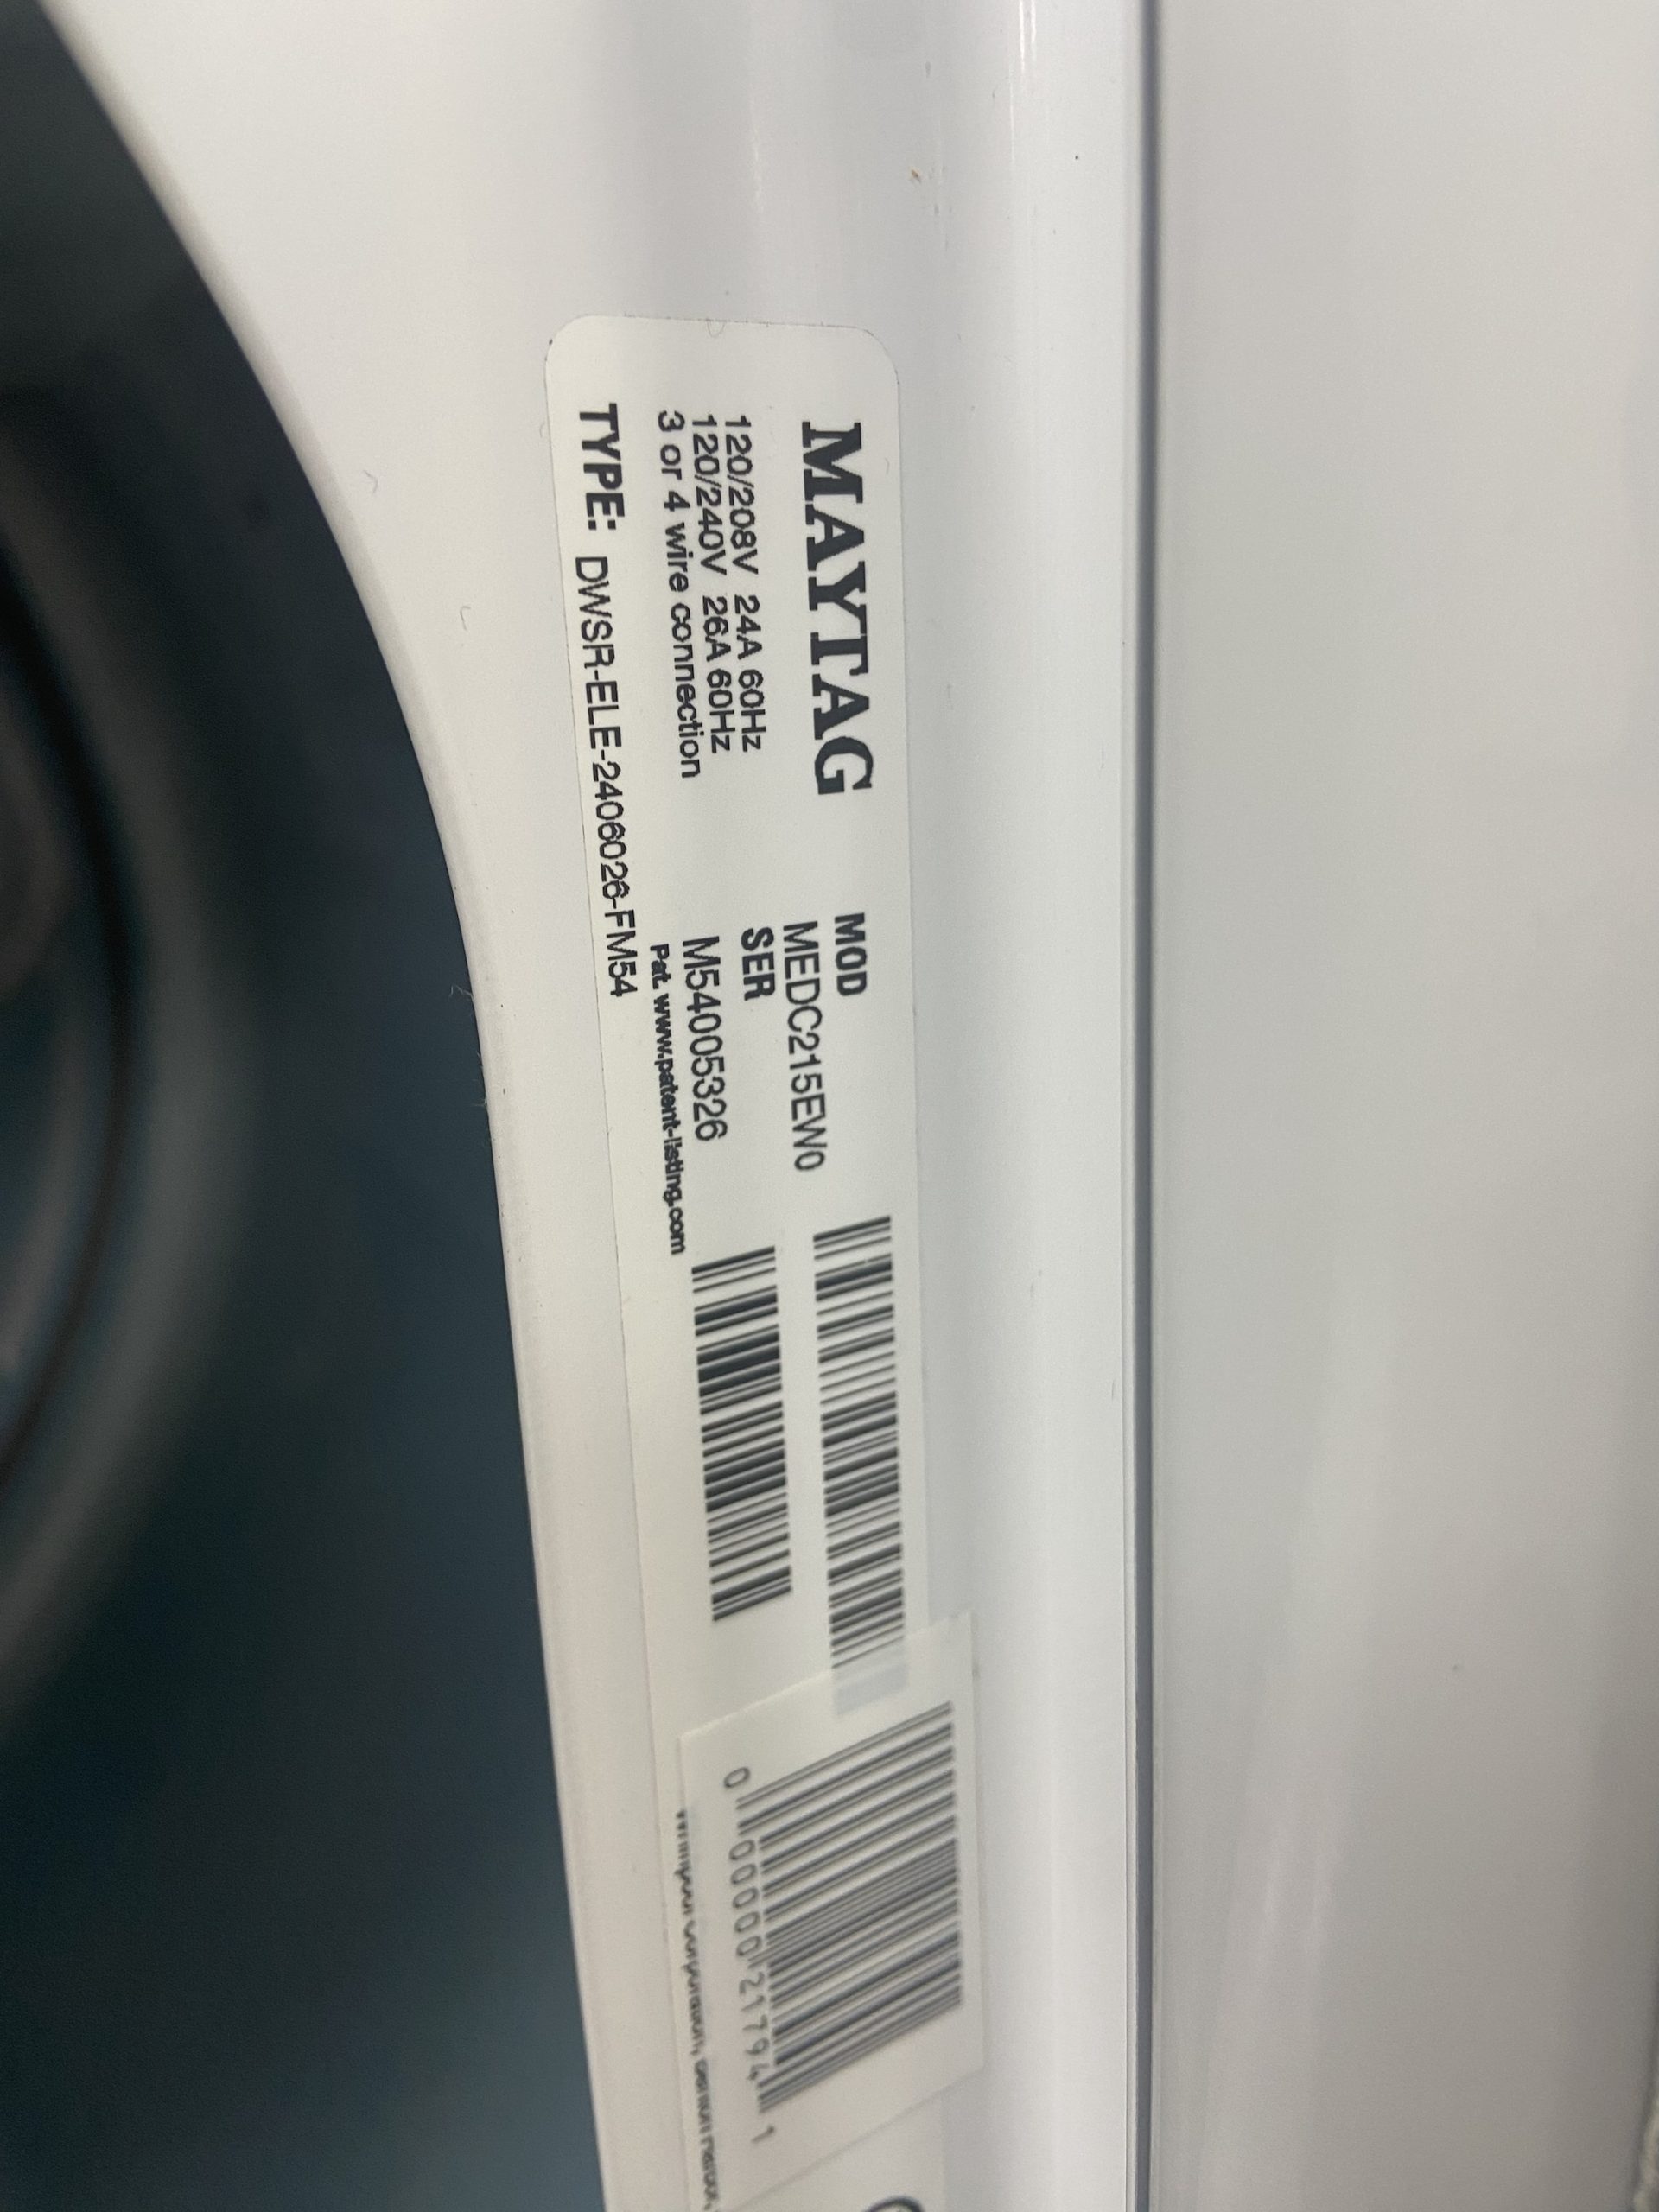 MAYTAG
120/208V 24A 60Hz
120/240V 26A 60Hz
3 or 4 wire connection
TYPE: DWSR-ELE-2406026-FM54
MOD
MEDC215EW0
SER
M54005326
Pat. www.patent-listing.com
0 00000 21794 1